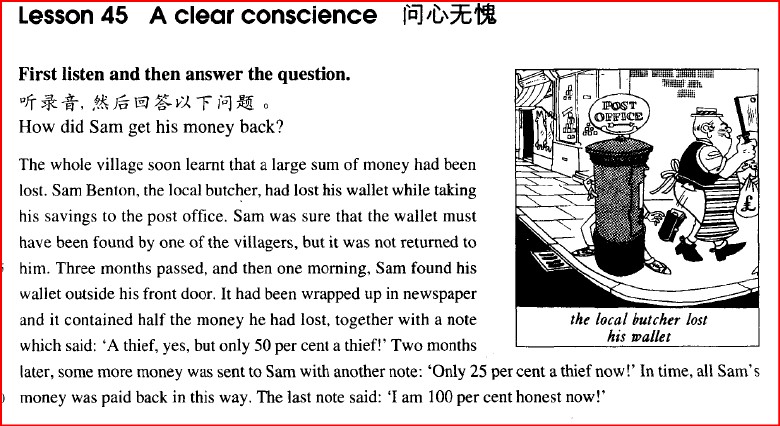 Lesson 45 A clear conscience 问心无愧
First listen and then answer the question.
听录音，然后回答以下问题。
How did Sam get his money back?
The whole village soon learnt that a large sum of money had been
lost. Sam Benton, the local butcher, had lost his wallet while taking
his savings to the post office. Sam was sure that the wallet must
have been found by one of the villagers, but it was not returned to
him. Three months passed, and then one morning, Sam found his
wallet outside his front door. It had been wrapped up in newspaper
and it contained half the money he had lost, together with a note
which said: ‘A thief, yes, but only 50 per cent a thief!’ Two months
later, some more money was sent to Sam with another note: ‘Only 25 per cent a thief now!’ In time, all Sam’s
money was paid back in this way. The last note said: ‘I am 100 per cent honest now!’
POST
OFFICE
£
the local butcher lost
his wallet